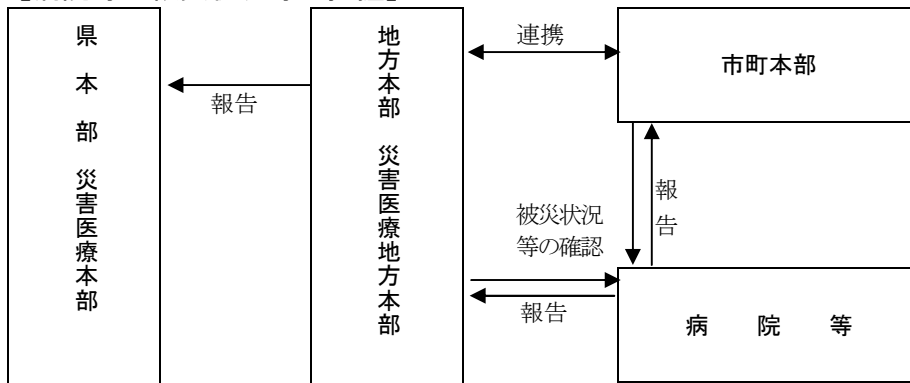 県本部 災害医療本部
報告
地方本部 災害医療地方本部
連携
市町本部
報告
被災状況
等の確認
報告
病院等